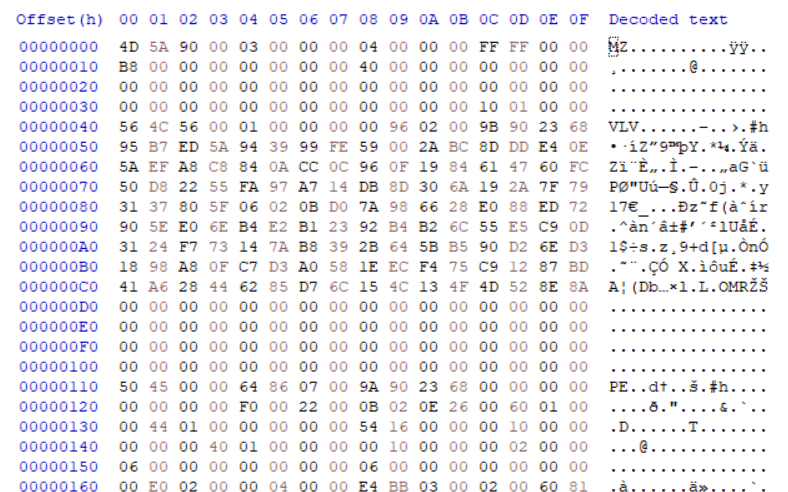 Offset(h) 00 01 02 03 04 05 06 07 08 09 0A 0B 0C 0D 0E 0F Decoded text
00000000 4D 5A 90 00 03 00 00 00 04 00 00 00 FF FF 00 00 MZ..........ÿÿ..
00000010 B8 00 00 00 00 00 00 00 40 00 00 00 00 00 00 00 ¸.......@.......
00000020 00 00 00 00 00 00 00 00 00 00 00 00 00 00 00 00 ................
00000030 00 00 00 00 00 00 00 00 00 00 00 00 10 01 00 00 ................
00000040 56 4C 56 00 01 00 00 00 00 96 02 00 9B 90 23 68 VLV......–..›.#h
00000050 95 B7 ED 5A 94 39 99 FE 59 00 2A BC 8D DD E4 0E •·íZ”9™þY.*¼.Ýä.
00000060 5A EF A8 C8 84 0A CC 0C 96 0F 19 84 61 47 60 FC Zï¨È„.Ì.–..„aG`ü
00000070 50 D8 22 55 FA 97 A7 14 DB 8D 30 6A 19 2A 7F 79 PØ"Uú—§.Û.0j.*.y
00000080 31 37 80 5F 06 02 0B D0 7A 98 66 28 E0 88 ED 72 17€_...Ðz˜f(àˆír
00000090 90 5E E0 6E B4 E2 B1 23 92 B4 B2 6C 55 E5 C9 0D .^àn´â±#’´²lUåÉ.
000000A0 31 24 F7 73 14 7A B8 39 2B 64 5B B5 90 D2 6E D3 1$÷s.z¸9+d[µ.ÒnÓ
000000B0 18 98 A8 0F C7 D3 A0 58 1E EC F4 75 C9 12 87 BD .˜¨.ÇÓ X.ìôuÉ.‡½
000000C0 41 A6 28 44 62 85 D7 6C 15 4C 13 4F 4D 52 8E 8A A¦(Db…×l.L.OMRŽŠ
000000D0 00 00 00 00 00 00 00 00 00 00 00 00 00 00 00 00 ................
000000E0 00 00 00 00 00 00 00 00 00 00 00 00 00 00 00 00 ................
000000F0 00 00 00 00 00 00 00 00 00 00 00 00 00 00 00 00 ................
00000100 00 00 00 00 00 00 00 00 00 00 00 00 00 00 00 00 ................
00000110 50 45 00 00 64 86 07 00 9A 90 23 68 00 00 00 00 PE..d†..š.#h....
00000120 00 00 00 00 F0 00 22 00 0B 02 0E 26 00 60 01 00 ....ð."....&.`..
00000130 00 44 01 00 00 00 00 00 54 16 00 00 00 10 00 00 .D......T.......
00000140 00 00 00 40 01 00 00 00 00 10 00 00 00 02 00 00 ...@............
00000150 06 00 00 00 00 00 00 00 06 00 00 00 00 00 00 00 ................
00000160 00 E0 02 00 00 04 00 00 E4 BB 03 00 02 00 60 81 .à......ä»....`.